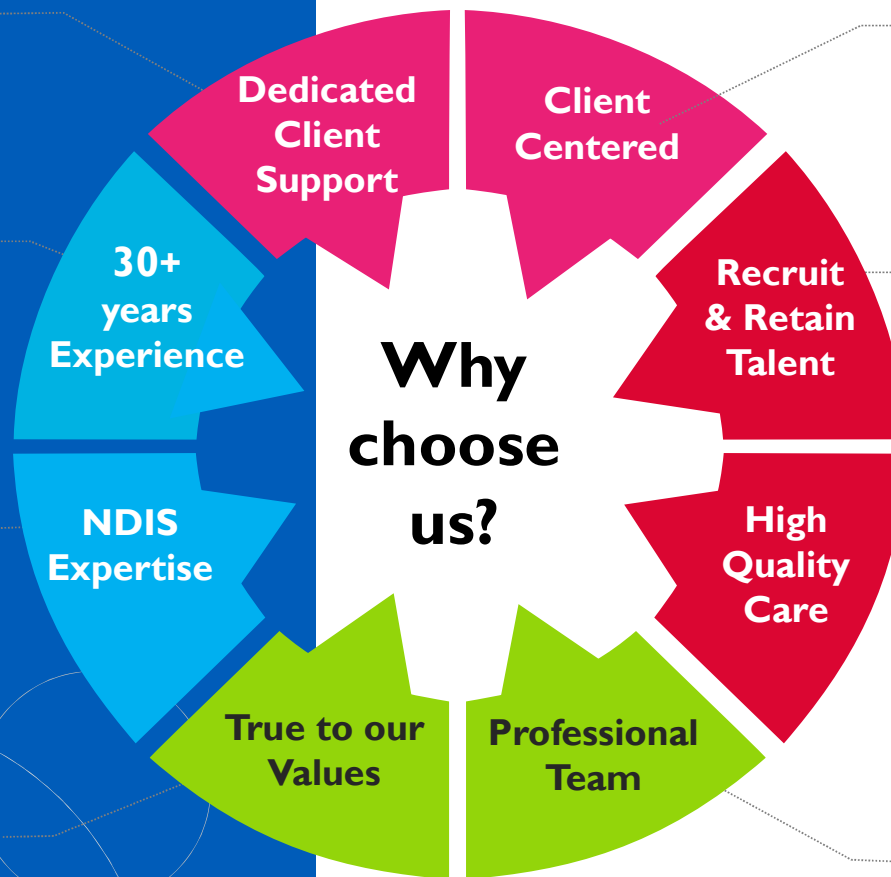 Dedicated
Client
Support
Client
Centered
30+
years
Experience
Recruit
& Retain
Talent
Why
choose
us?
NDIS
Expertise
High
Quality
Care
True to our
Values
Professional
Team